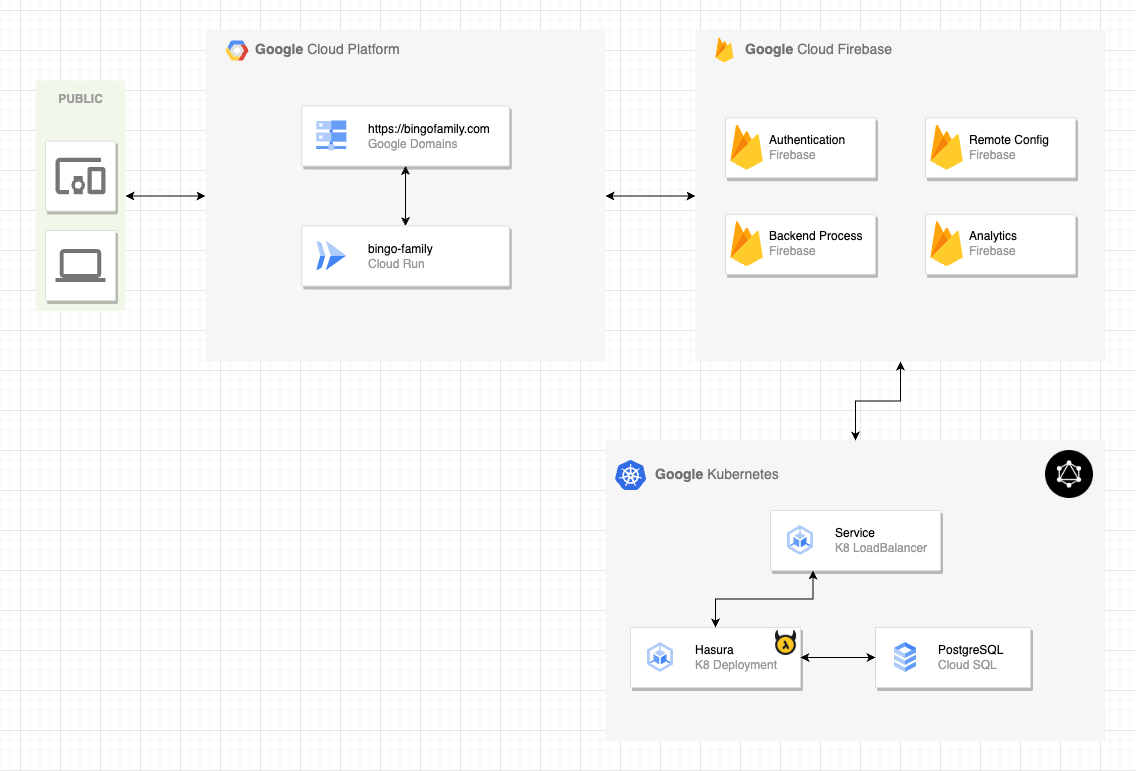 PUBLIC
Google Cloud Platform
https://bingofamily.com
Google Domains
bingo-family
Cloud Run
Google Cloud Firebase
Authentication
Firebase
Remote Config
Firebase
Backend Process
Firebase
Analytics
Firebase
Google Kubernetes
Service
K8 LoadBalancer
Hasura
K8 Deployment
PostgreSQL
Cloud SQL